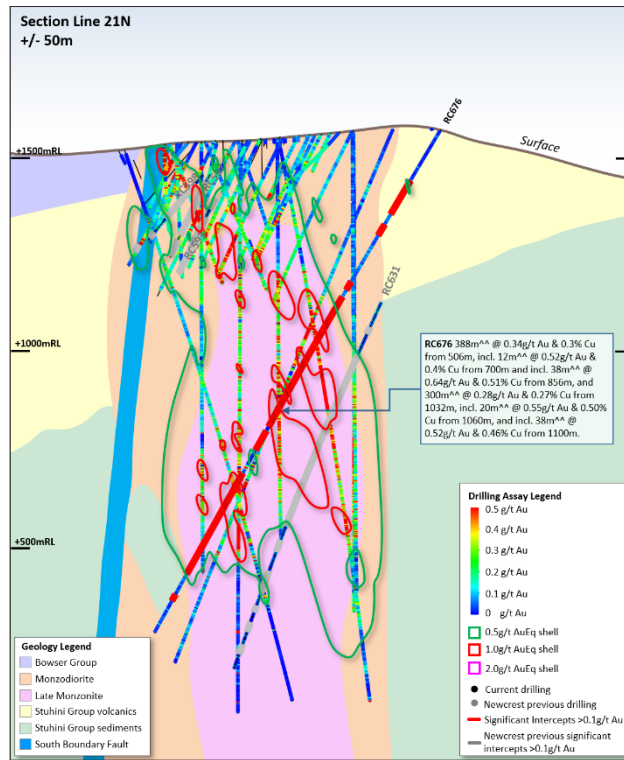 Section Line 21N
+/- 50m
RC676
Surface
+1500mRL
RC631
+1000mRL
RC676 388m^^ @ 0.34g/t Au & 0.3% Cu
from 506m, incl. 12m^^ @ 0.52g/t Au &
0.4% Cu from 700m and incl. 38m^^ @
0.64g/t Au & 0.51% Cu from 856m, and
300m^^ @ 0.28g/t Au & 0.27% Cu from
1032m, incl. 20m^^ @ 0.55g/t Au & 0.50%
Cu from 1060m, and incl. 38m^^ @
0.52g/t Au & 0.46% Cu from 1100m.
+500mRL
Drilling Assay Legend
0.5 g/t Au
0.4 g/t Au
0.3 g/t Au
0.2 g/t Au
0.1 g/t Au
0 g/t Au
0.5g/t AuEq shell
1.0g/t AuEq shell
2.0g/t AuEq shell
Current drilling
Newcrest previous drilling
Significant Intercepts >0.1g/t Au
Newcrest previous significant
intercepts >0.1g/t Au
Geology Legend
Bowser Group
Monzodiorite
Late Monzonite
Stuhini Group volcanics
Stuhini Group sediments
South Boundary Fault